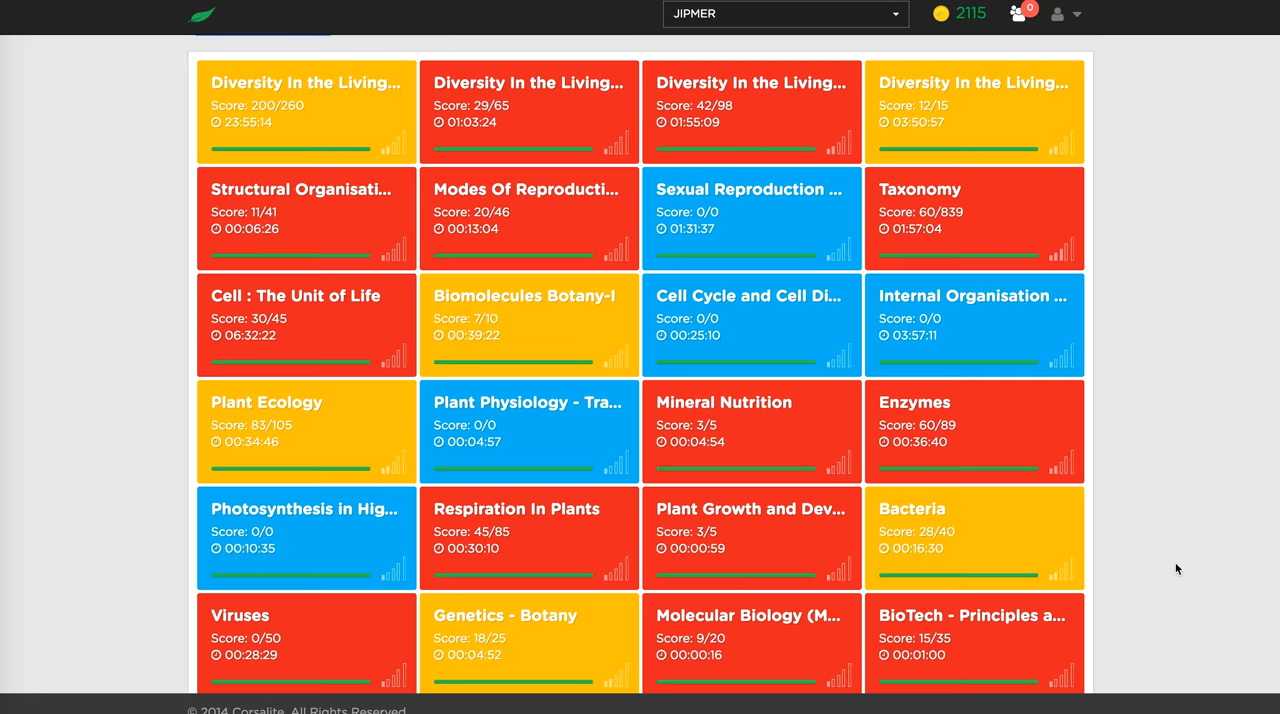 JIPMER
2115
0
Diversity In the Living...
Score: 200/260
23:55:14
Diversity In the Living...
Score: 29/65
01:03:24
Diversity In the Living...
Score: 42/98
01:55:09
Diversity In the Living...
Score: 12/15
03:50:57
Structural Organisati...
Score: 11/41
00:06:26
Modes Of Reproducti...
Score: 20/46
00:13:04
Sexual Reproduction ...
Score: 0/0
01:31:37
Taxonomy
Score: 60/839
01:57:04
Cell : The Unit of Life
Score: 30/45
06:32:22
Biomolecules Botany-I
Score: 7/10
00:39:22
Cell Cycle and Cell Di...
Score: 0/0
00:25:10
Internal Organisation ...
Score: 0/0
03:57:11
Plant Ecology
Score: 83/105
00:34:46
Plant Physiology - Tra...
Score: 0/0
00:04:57
Mineral Nutrition
Score: 3/5
00:04:54
Enzymes
Score: 60/89
00:36:40
Photosynthesis in Hig...
Score: 0/0
00:10:35
Respiration In Plants
Score: 45/85
00:30:10
Plant Growth and Dev...
Score: 3/5
00:00:59
Bacteria
Score: 28/40
00:16:30
Viruses
Score: 0/50
00:28:29
Genetics - Botany
Score: 18/25
00:04:52
Molecular Biology (M...
Score: 9/20
00:00:16
BioTech - Principles a...
Score: 15/35
00:01:00
© 2014 Corsalite. All Rights Reserved